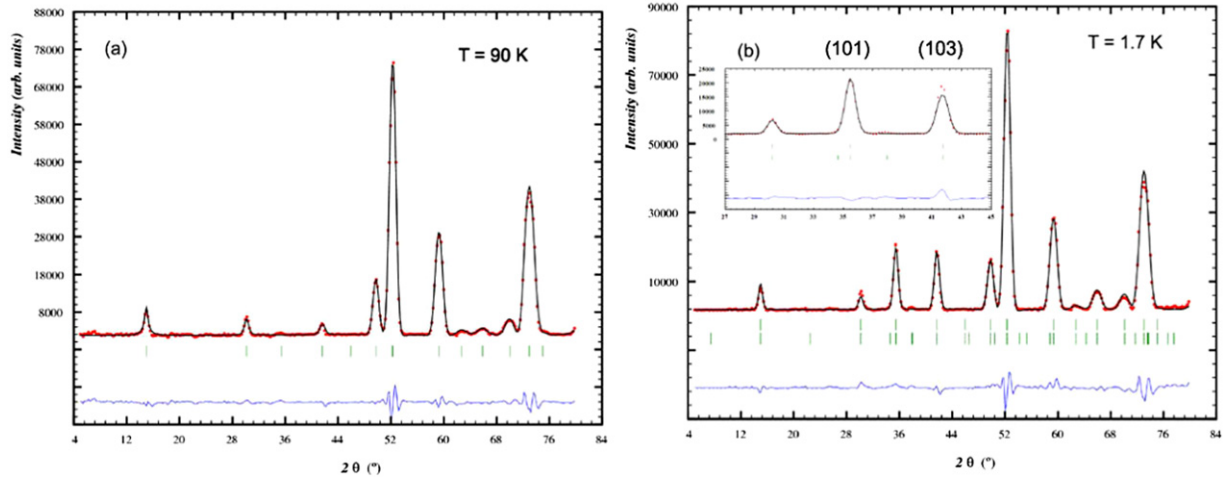 (a)
T = 90 K
Intensity (arb. units)
88000
78000
68000
58000
48000
38000
28000
18000
8000
4 12 20 28 36 44 52 60 68 76 84
2 θ (º)
(b)
(101)
(103)
T = 1.7 K
Intensity (arb. units)
90000
70000
50000
30000
10000
25000
20000
15000
10000
5000
0
27 29 31 33 35 37 39 41 43 45
4 12 20 28 36 44 52 60 68 76 84
2 θ (º)